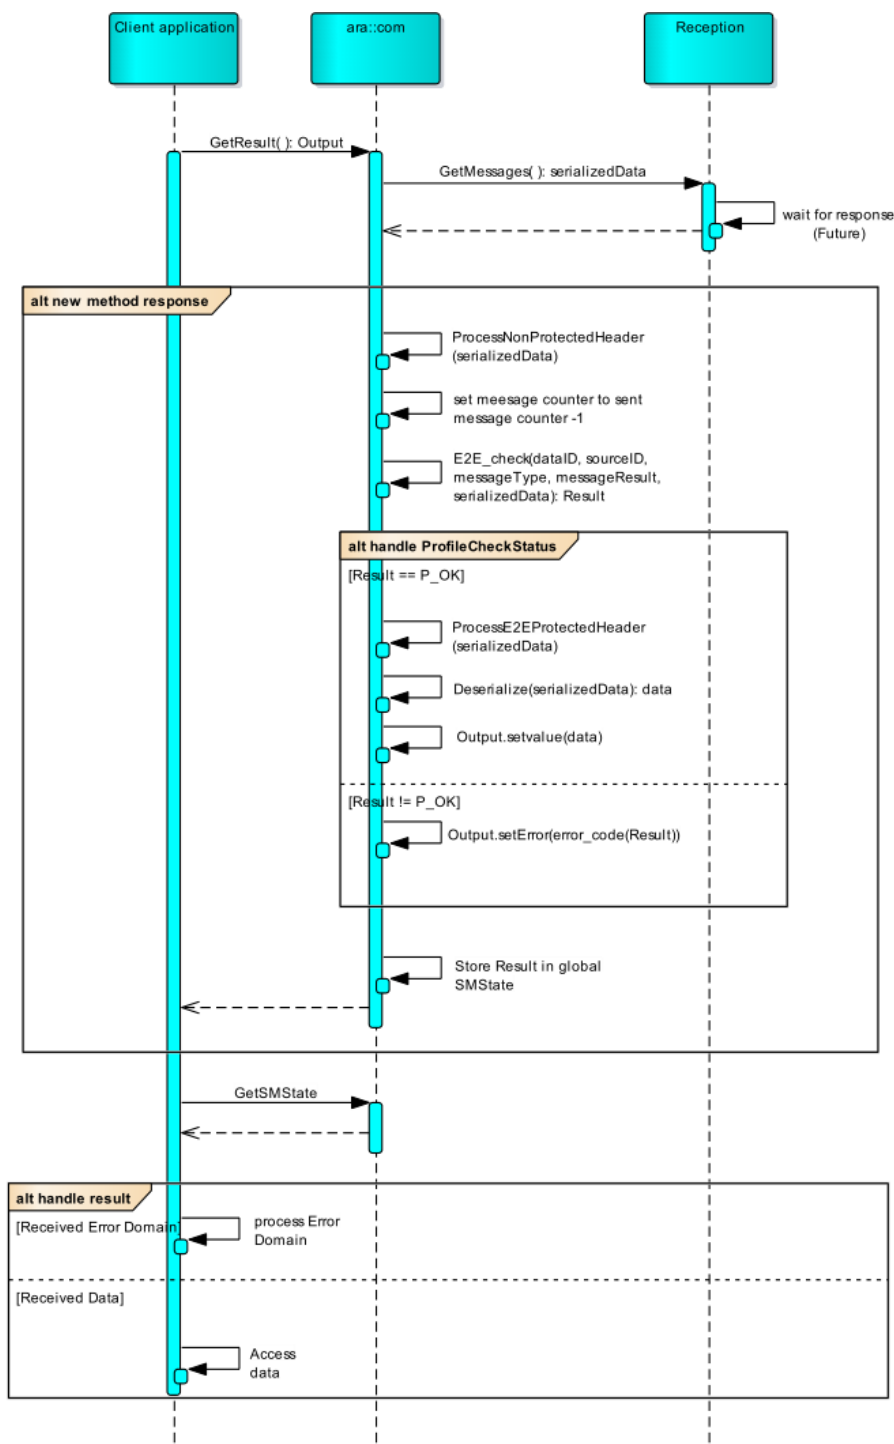 Client application
ara::com
Reception
GetResult( ): Output
GetMessages( ): serializedData
wait for response
(Future)
alt new method response
ProcessNonProtectedHeader
(serializedData)
set meesage counter to sent
message counter -1
E2E_check(dataID, sourceID,
messageType, messageResult,
serializedData): Result
alt handle ProfileCheckStatus
[Result == P_OK]
ProcessE2EProtectedHeader
(serializedData)
Deserialize(serializedData): data
Output.setvalue(data)
[Result != P_OK]
Output.setError(error_code(Result))
Store Result in global
SMState
GetSMState
alt handle result
[Received Error Domain]
process Error
Domain
[Received Data]
Access
data